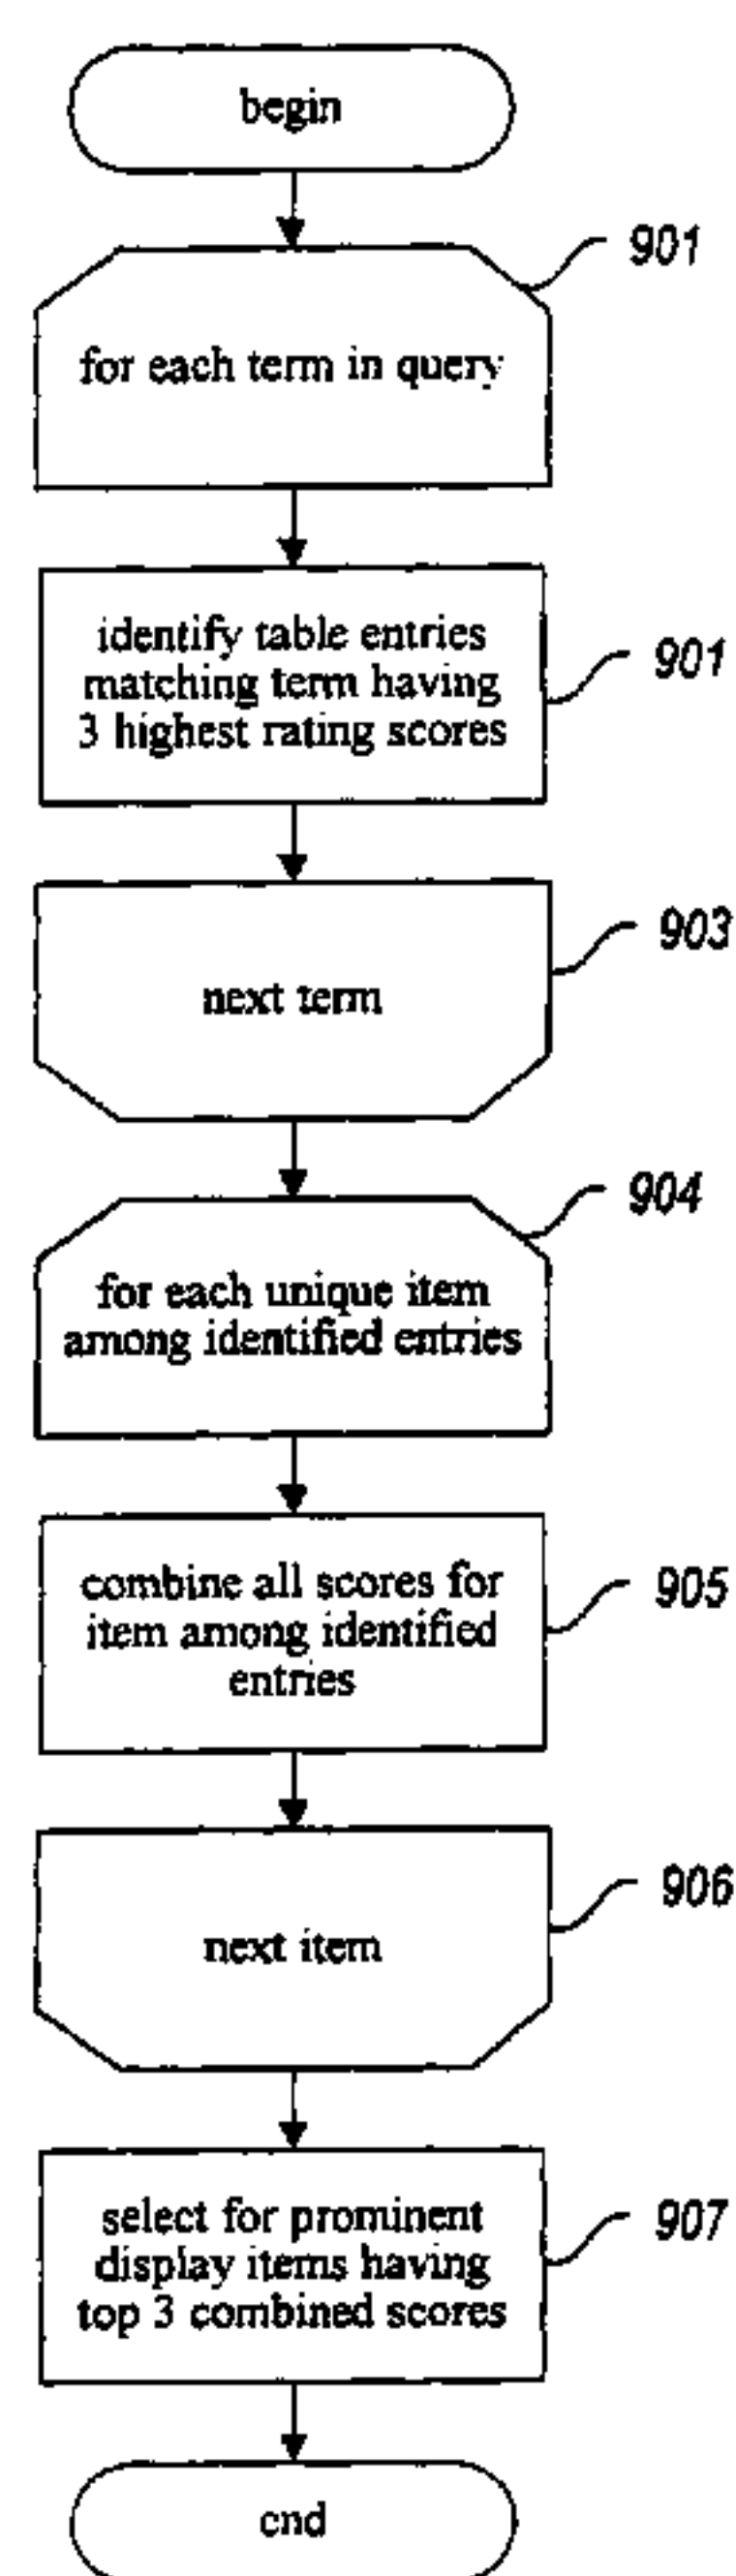 begin
901
for each term in query
identify table entries
901
matching term having
3 highest rating scores
903
next term
904
for each unique item
among identified entries
combine all scores for
905
item among identified
entries
906
next item
select for prominent
907
display items having
top 3 combined scores
end